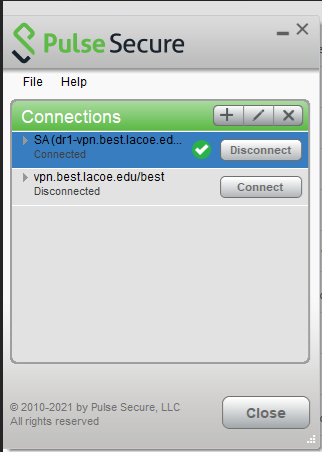 Pulse Secure
File Help
Connections
SA (dr1-vpn.best.lacoe.ed...
Connected
Disconnect
vpn.best.lacoe.edu/best
Disconnected
Connect
© 2010-2021 by Pulse Secure, LLC
All rights reserved
Close